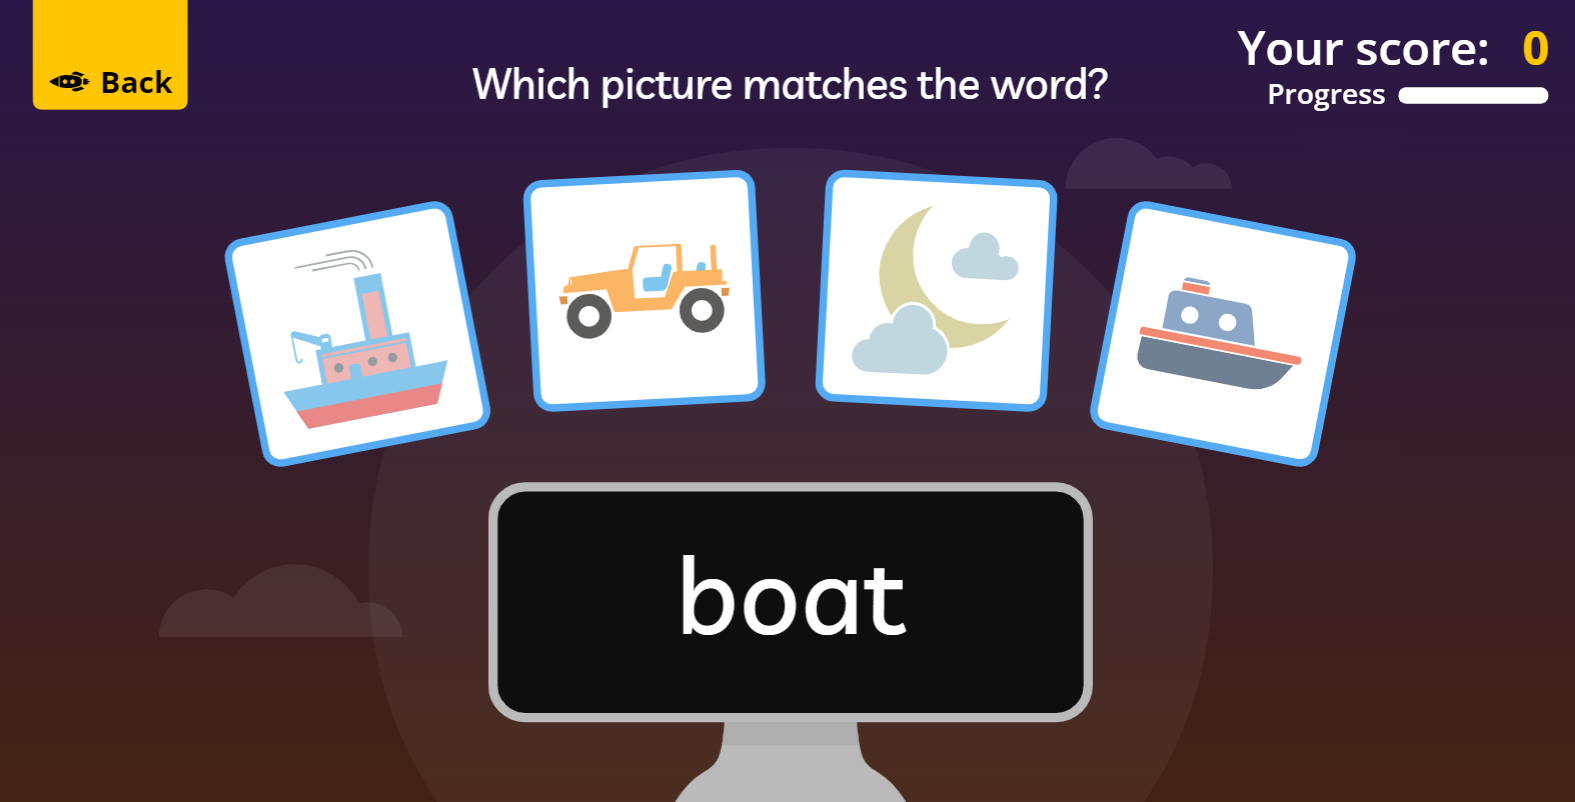 Back
Which picture matches the word?
Your score: 0
Progress
boat